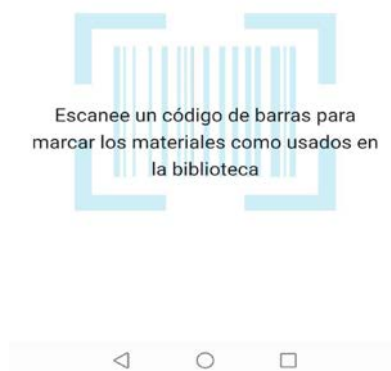 Escanee un código de barras para
marcar los materiales como usados en
la biblioteca